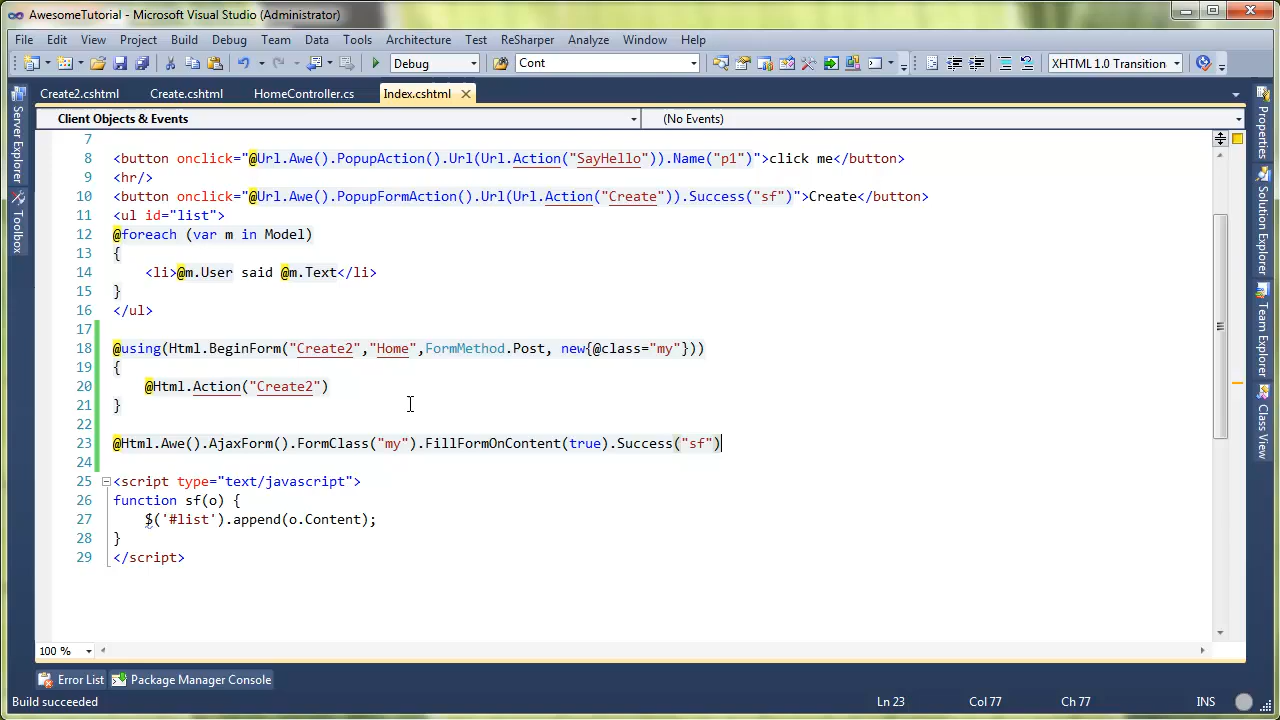 AwesomeTutorial - Microsoft Visual Studio (Administrator)
File Edit View Project Build Debug Team Data Tools Architecture Test ReSharper Analyze Window Help
Debug Cont XHTML 1.0 Transition
Create2.cshtml Create.cshtml HomeController.cs Index.cshtml
Client Objects & Events (No Events)
Server Explorer
Toolbox
Properties
Solution Explorer
Team Explorer
Class View
7
8 <button onclick="@Url.Awe().PopupAction().Url(Url.Action("SayHello")).Name("p1")">click me</button>
9 <hr/>
10 <button onclick="@Url.Awe().PopupFormAction().Url(Url.Action("Create")).Success("sf")">Create</button>
11 <ul id="list">
12 @foreach (var m in Model)
13 {
14 <li>@m.User said @m.Text</li>
15 }
16 </ul>
17
18 @using(Html.BeginForm("Create2","Home",FormMethod.Post, new{@class="my"}))
19 {
20 @Html.Action("Create2")
21 }
22
23 @Html.Awe().AjaxForm().FormClass("my").FillFormOnContent(true).Success("sf")
24
25 <script type="text/javascript">
26 function sf(o) {
27 $('#list').append(o.Content);
28 }
29 </script>
100 %
Error List Package Manager Console
Build succeeded Ln 23 Col 77 Ch 77 INS